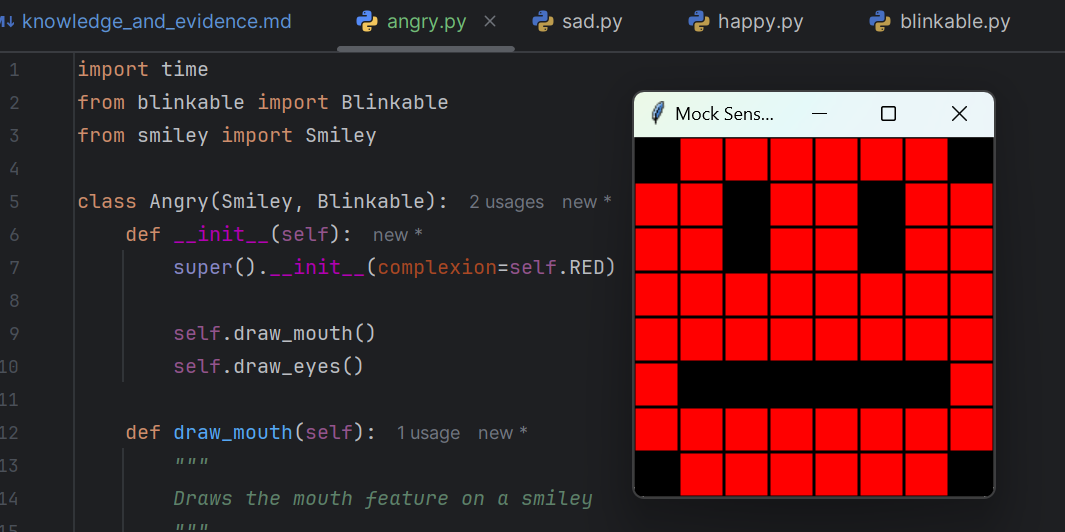 knowledge_and_evidence.md angry.py sad.py happy.py blinkable.py
Mock Sens...
1 import time
2 from blinkable import Blinkable
3 from smiley import Smiley
4
5 class Angry(Smiley, Blinkable): 2 usages new *
6 def __init__(self): new *
7 super().__init__(complexion=self.RED)
8
9 self.draw_mouth()
10 self.draw_eyes()
11
12 def draw_mouth(self): 1 usage new *
13 """
14 Draws the mouth feature on a smiley
15 """